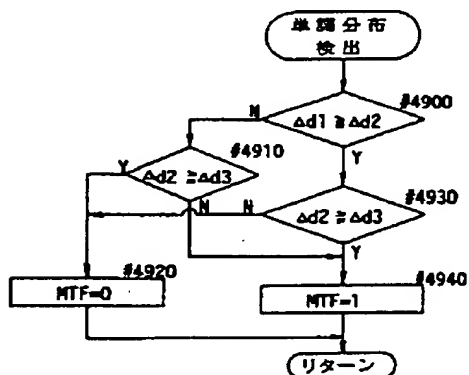 単調分布
検出
#4900
Δd1≧Δd2
N
Y
#4910
Δd2≧Δd3
Y
N
#4930
Δd2≧Δd3
N
Y
#4920
MTF=0
#4940
MTF=1
リターン